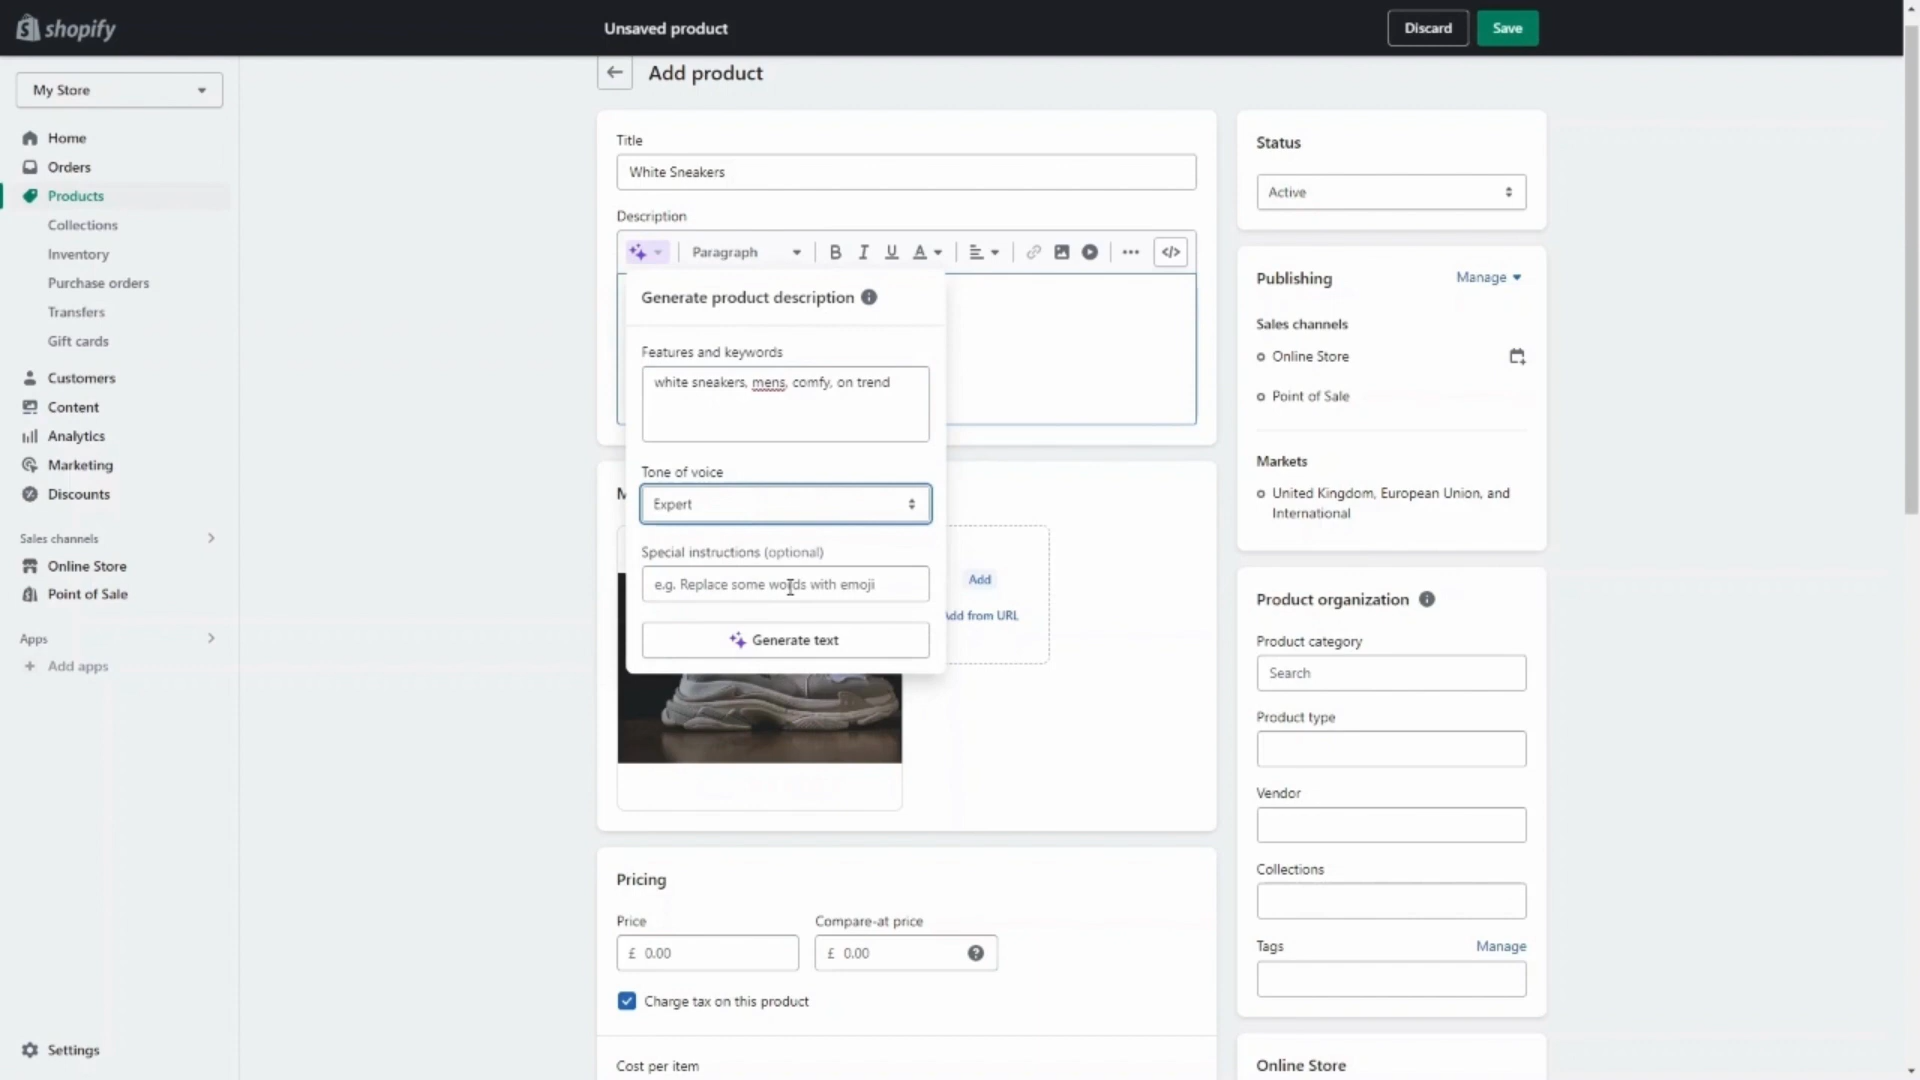 shopify
Unsaved product
Discard
Save
My Store
Home
Orders
Products
Collections
Inventory
Purchase orders
Transfers
Gift cards
Customers
Content
Analytics
Marketing
Discounts
Sales channels
Online Store
Point of Sale
Apps
Add apps
Settings
Add product
Title
White Sneakers
Description
Paragraph
B I U A
</>
Generate product description
Features and keywords
white sneakers, mens, comfy, on trend
Tone of voice
Expert
Special instructions (optional)
e.g. Replace some words with emoji
Generate text
M
Add
Add from URL
Pricing
Price
Compare-at price
£ 0.00
£ 0.00
Charge tax on this product
Cost per item
Status
Active
Publishing
Manage
Sales channels
Online Store
Point of Sale
Markets
United Kingdom, European Union, and
International
Product organization
Product category
Search
Product type
Vendor
Collections
Tags
Manage
Online Store